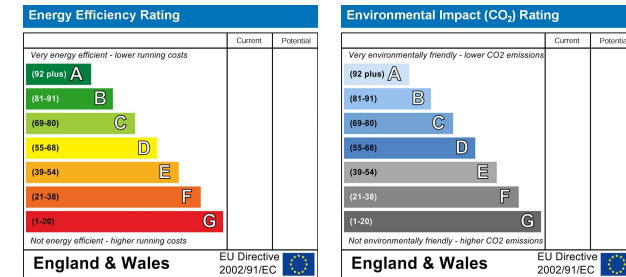 Energy Efficiency Rating
Current Potential
Very energy efficient - lower running costs
(92 plus) A
(81-91) B
(69-80) C
(55-68) D
(39-54) E
(21-38) F
(1-20) G
Not energy efficient - higher running costs
England & Wales
EU Directive
2002/91/EC
Environmental Impact (CO₂) Rating
Current Potential
Very environmentally friendly - lower CO2 emissions
(92 plus) A
(81-91) B
(69-80) C
(55-68) D
(39-54) E
(21-38) F
(1-20) G
Not environmentally friendly - higher CO2 emissions
England & Wales
EU Directive
2002/91/EC